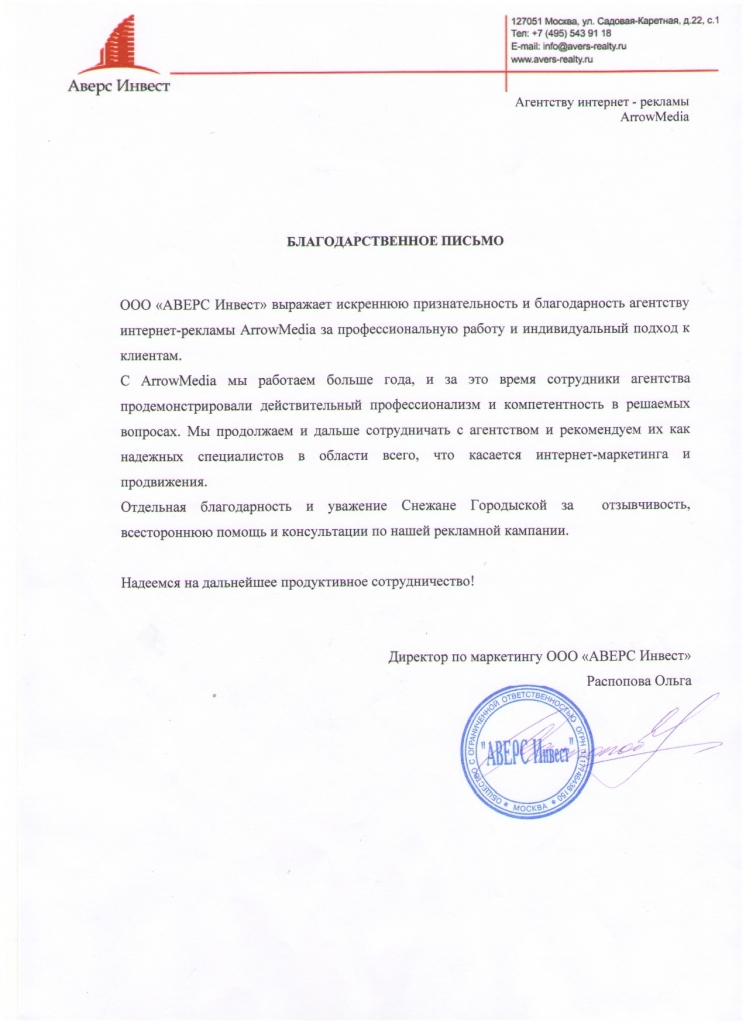 127051 Москва, ул. Садовая-Каретная, д.22, с.1
Тел: +7 (495) 543 91 18
E-mail: info@avers-realty.ru
www.avers-realty.ru
Аверс Инвест
Агентству интернет - рекламы
ArrowMedia
БЛАГОДАРСТВЕННОЕ ПИСЬМО
ООО «АВЕРС Инвест» выражает искреннюю признательность и благодарность агентству
интернет-рекламы ArrowMedia за профессиональную работу и индивидуальный подход к
клиентам.
С ArrowMedia мы работаем больше года, и за это время сотрудники агентства
продемонстрировали действительный профессионализм и компетентность в решаемых
вопросах. Мы продолжаем и дальше сотрудничать с агентством и рекомендуем их как
надежных специалистов в области всего, что касается интернет-маркетинга и
продвижения.
Отдельная благодарность и уважение Снежане Городыской за отзывчивость,
всестороннюю помощь и консультации по нашей рекламной кампании.
Надеемся на дальнейшее продуктивное сотрудничество!
Директор по маркетингу ООО «АВЕРС Инвест»
Распопова Ольга
ОБЩЕСТВО С ОГРАНИЧЕННОЙ ОТВЕТСТВЕННОСТЬЮ ОГРН
"АВЕРС Инвест"
МОСКВА